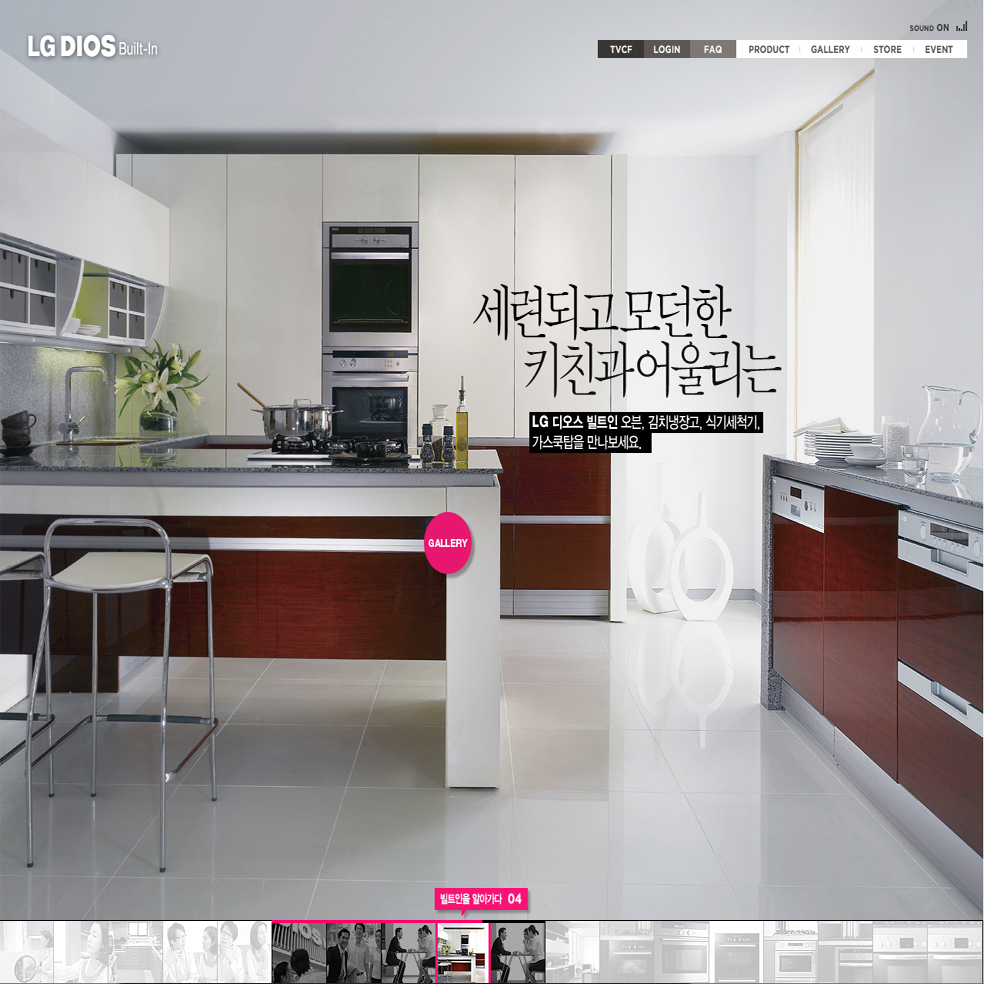 SOUND ON
LG DIOS Built-In
TVCF LOGIN FAQ PRODUCT GALLERY STORE EVENT
세련되고 모던한
키친과 어울리는
LG 디오스 빌트인 오븐, 김치냉장고, 식기세척기,
가스쿡탑을 만나보세요.
GALLERY
빌트인을 알아가다 04
DIOS